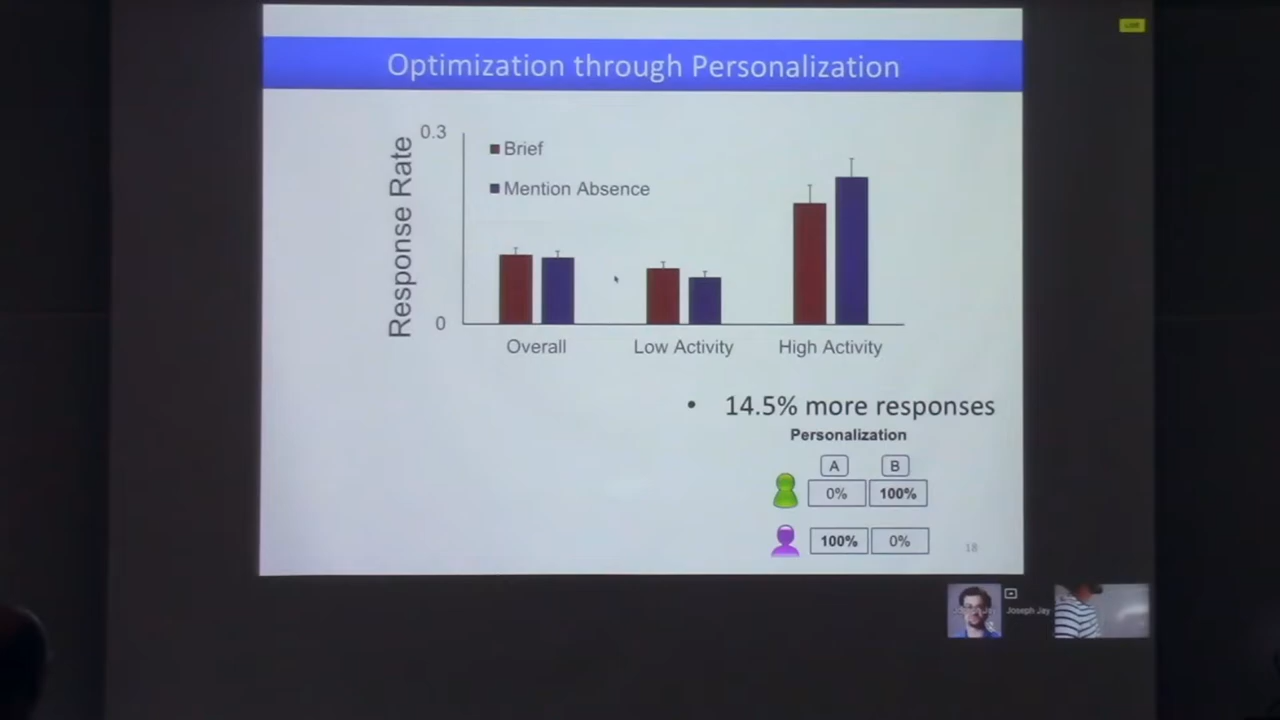 Optimization through Personalization
Response Rate
0.3
0
Brief
Mention Absence
Overall
Low Activity
High Activity
• 14.5% more responses
Personalization
A B
0% 100%
100% 0%
18
Joseph Jay